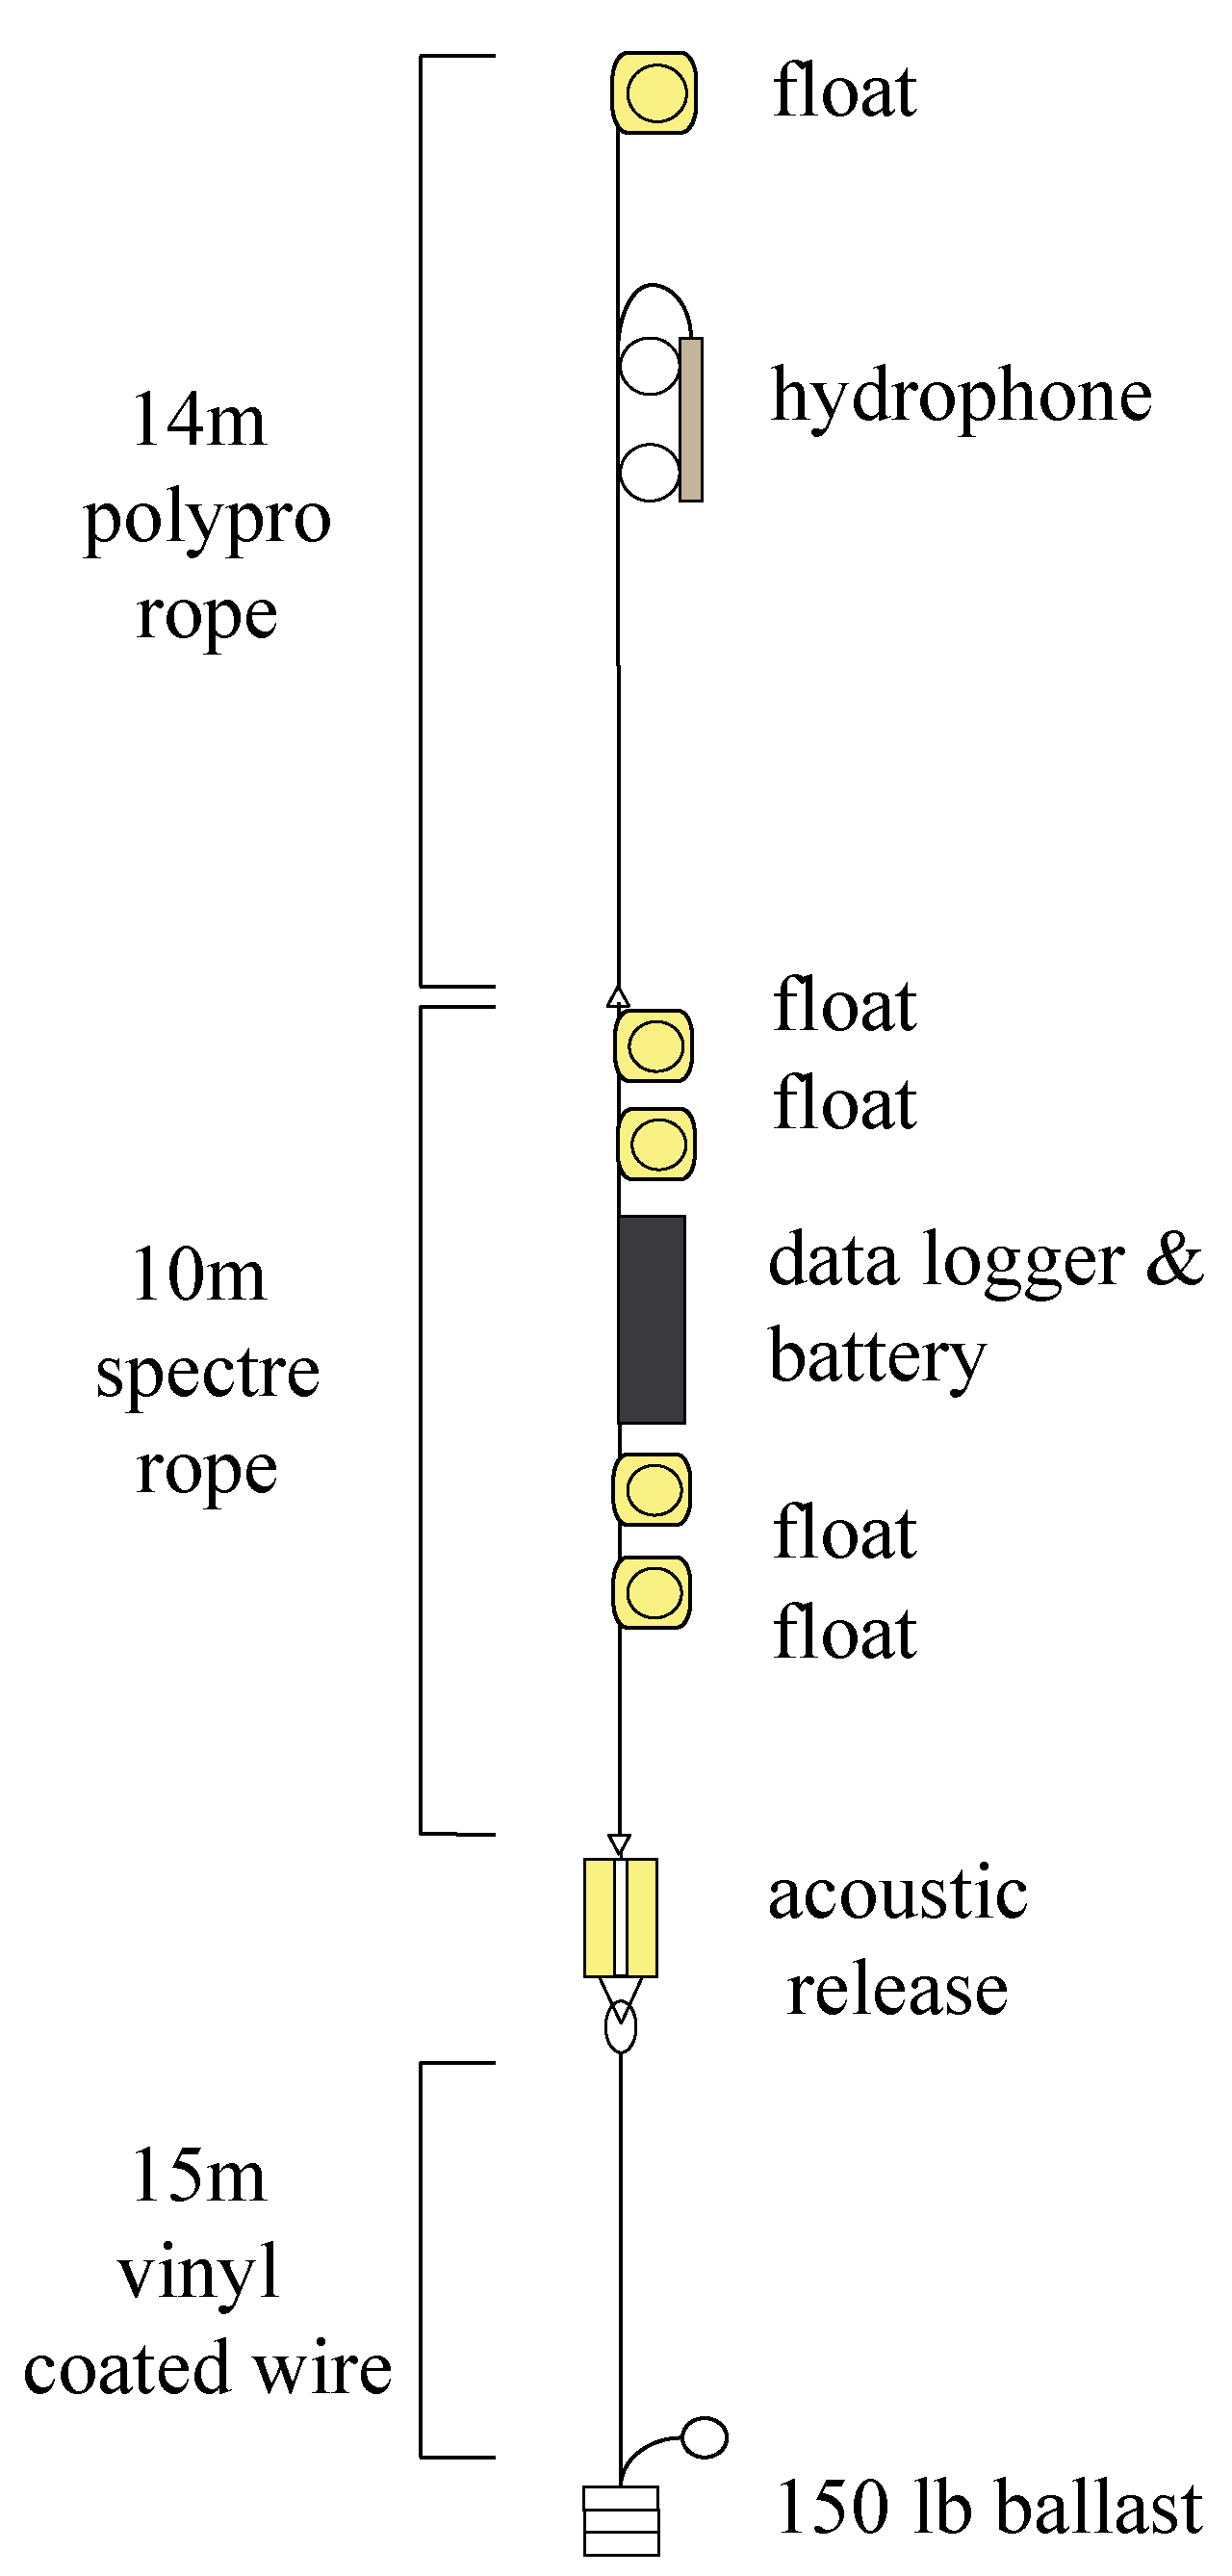 float
hydrophone
14m
polypro
rope
float
float
data logger &
battery
10m
spectre
rope
float
float
acoustic
release
15m
vinyl
coated wire
150 lb ballast